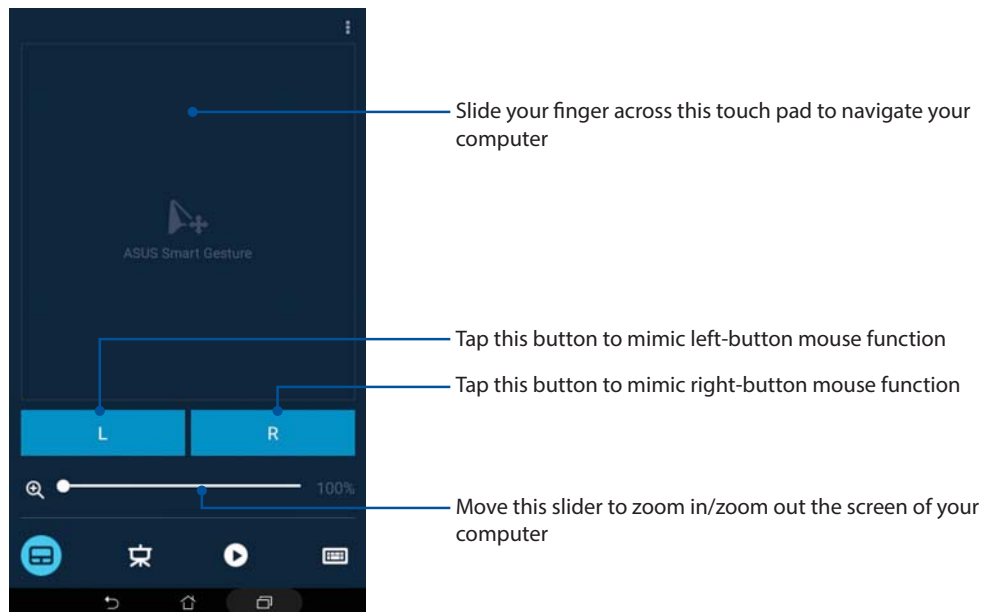 Slide your finger across this touch pad to navigate your
computer
ASUS Smart Gesture
Tap this button to mimic left-button mouse function
Tap this button to mimic right-button mouse function
L
R
100%
Move this slider to zoom in/zoom out the screen of your
computer